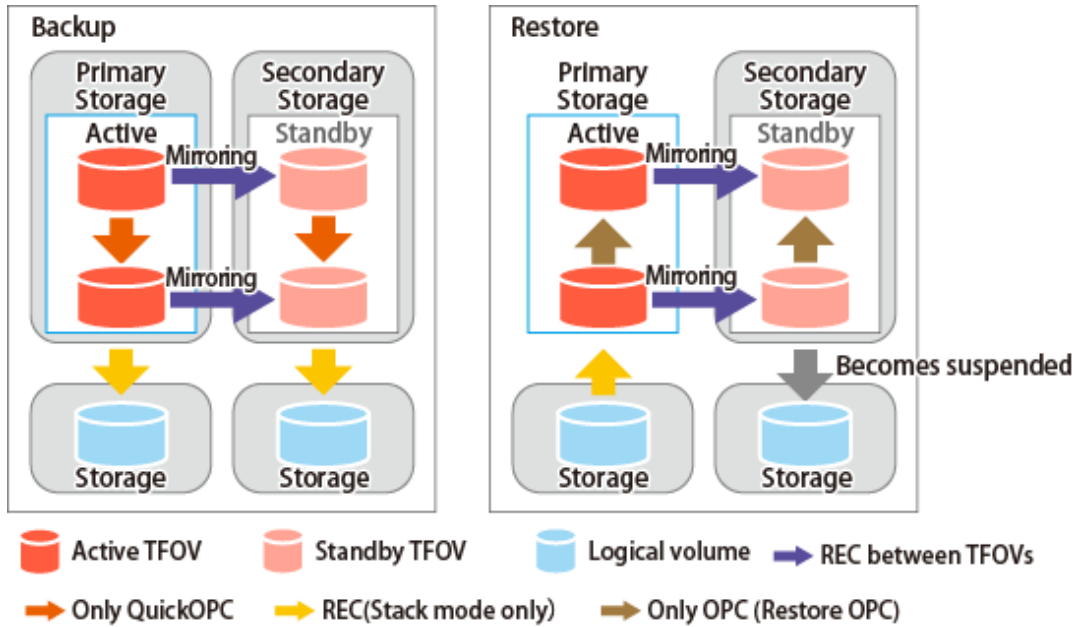 Backup
Primary
Storage
Active
Secondary
Storage
Standby
Mirroring
Mirroring
Storage
Storage
Restore
Primary
Storage
Active
Secondary
Storage
Standby
Mirroring
Mirroring
Becomes suspended
Storage
Storage
Active TFOV
Standby TFOV
Logical volume
REC between TFOVs
Only QuickOPC
REC(Stack mode only)
Only OPC (Restore OPC)